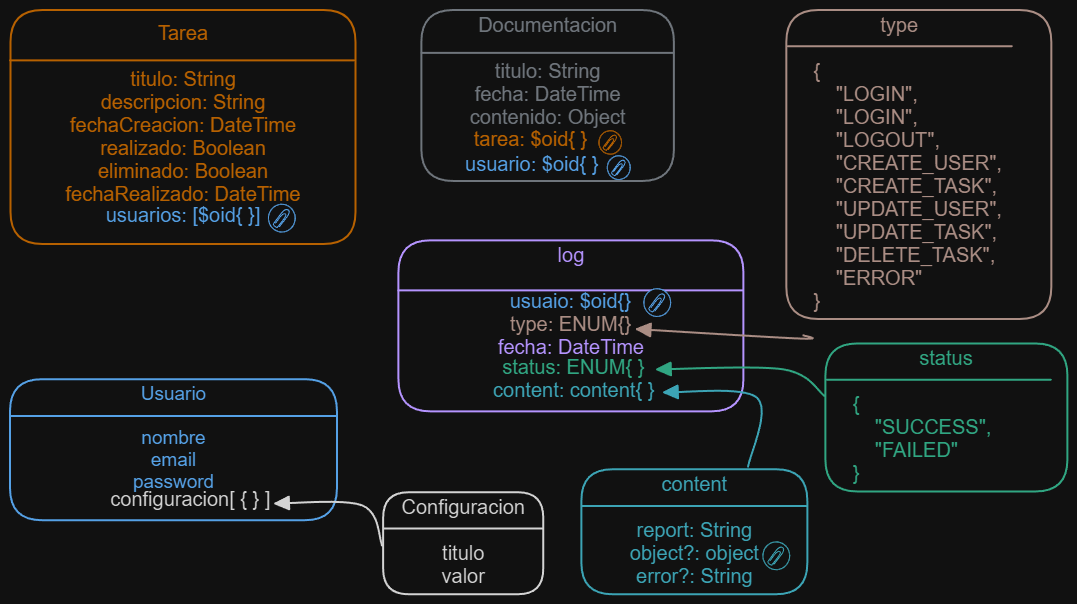 Tarea
titulo: String
descripcion: String
fechaCreacion: DateTime
realizado: Boolean
eliminado: Boolean
fechaRealizado: DateTime
usuarios: [$oid{ }]
Documentacion
titulo: String
fecha: DateTime
contenido: Object
tarea: $oid{ }
usuario: $oid{ }
type
{
"LOGIN",
"LOGIN",
"LOGOUT",
"CREATE_USER",
"CREATE_TASK",
"UPDATE_USER",
"UPDATE_TASK",
"DELETE_TASK",
"ERROR"
}
log
usuaio: $oid{}
type: ENUM{}
fecha: DateTime
status: ENUM{ }
content: content{ }
status
{
"SUCCESS",
"FAILED"
}
Usuario
nombre
email
password
configuracion[ { } ]
Configuracion
titulo
valor
content
report: String
object?: object
error?: String